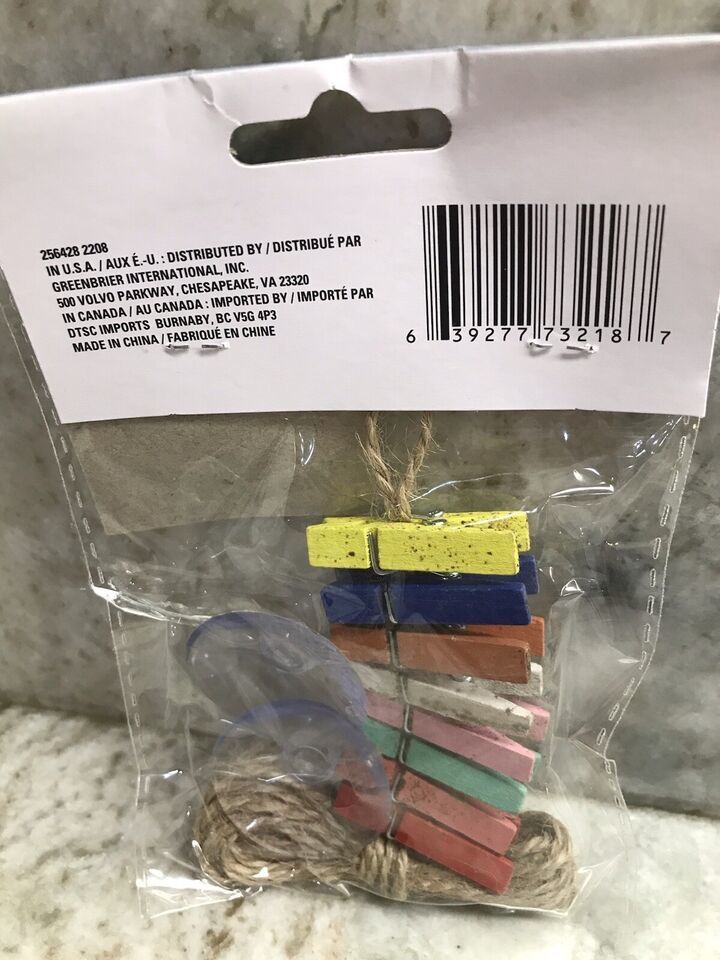 256428 2208
IN U.S.A. / AUX É.-U. : DISTRIBUTED BY / DISTRIBUÉ PAR
GREENBRIER INTERNATIONAL, INC.
500 VOLVO PARKWAY, CHESAPEAKE, VA 23320
IN CANADA / AU CANADA : IMPORTED BY / IMPORTÉ PAR
DTSC IMPORTS BURNABY, BC V5G 4P3
MADE IN CHINA / FABRIQUÉ EN CHINE
6 39277 73218 7